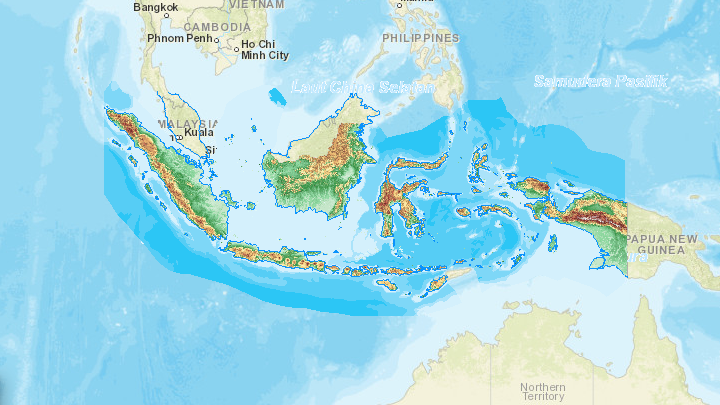 VIETNAM
Bangkok
CAMBODIA
Phnom Penh
Ho Chi
Minh City
PHILIPPINES
Laut China Selatan
Samudera Pasifik
MALAYSIA
Kuala
PAPUA NEW
GUINEA
Northern
Territory